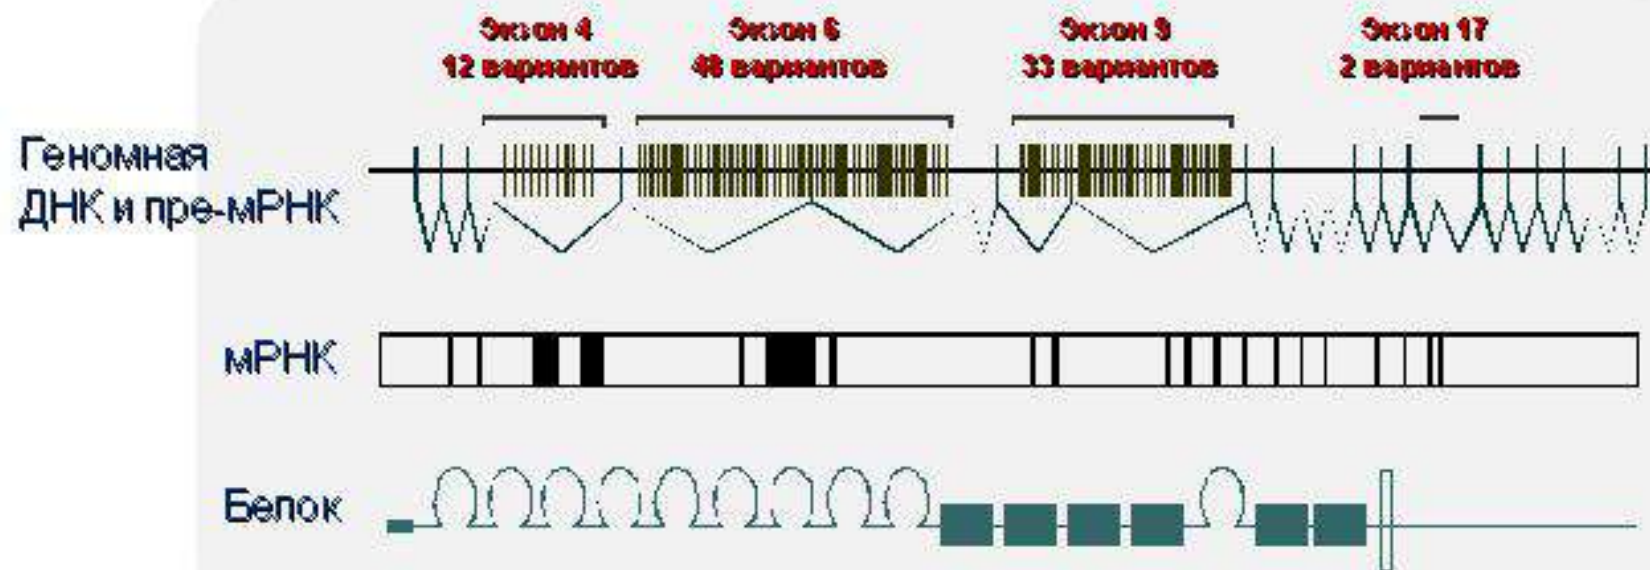 Экзон 4
12 вариантов
Экзон 6
48 вариантов
Экзон 9
33 вариантов
Экзон 17
2 вариантов
Геномная
ДНК и пре-мРНК
мРНК
Белок